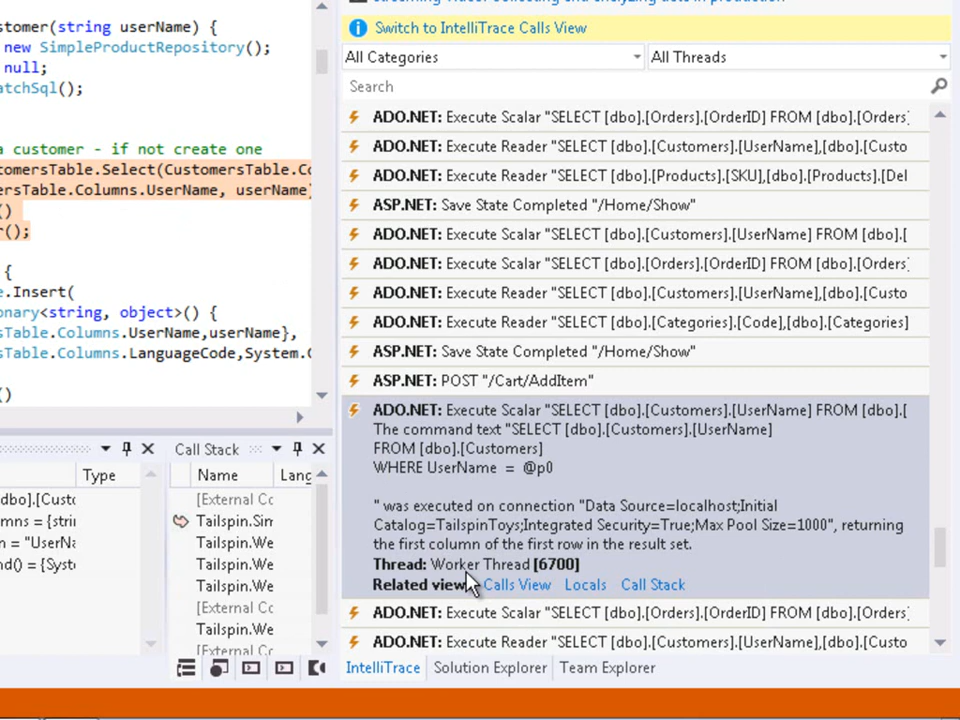 stomer(string userName) {
new SimpleProductRepository();
null;
atchSql();
a customer - if not create one
tomersTable.Select(CustomersTable.Co
ersTable.Columns.UserName, userName)
()
r();
{
e.Insert(
onary<string, object>() {
sTable.Columns.UserName,userName},
sTable.Columns.LanguageCode,System.C
()
Type
dbo].[Custo
mns = {strin
n = "UserNa
nd() = {Syste
Call Stack
Name Lang
[External Co
Tailspin.Sim
Tailspin.We
Tailspin.We
Tailspin.We
[External Co
Tailspin.We
Switch to IntelliTrace Calls View
All Categories All Threads
Search
ADO.NET: Execute Scalar "SELECT [dbo].[Orders].[OrderID] FROM [dbo].[Orders]
ADO.NET: Execute Reader "SELECT [dbo].[Customers].[UserName],[dbo].[Custo
ADO.NET: Execute Reader "SELECT [dbo].[Products].[SKU],[dbo].[Products].[Del
ASP.NET: Save State Completed "/Home/Show"
ADO.NET: Execute Scalar "SELECT [dbo].[Customers].[UserName] FROM [dbo].[
ADO.NET: Execute Scalar "SELECT [dbo].[Orders].[OrderID] FROM [dbo].[Orders]
ADO.NET: Execute Reader "SELECT [dbo].[Customers].[UserName],[dbo].[Custo
ADO.NET: Execute Reader "SELECT [dbo].[Categories].[Code],[dbo].[Categories]
ASP.NET: Save State Completed "/Home/Show"
ASP.NET: POST "/Cart/AddItem"
ADO.NET: Execute Scalar "SELECT [dbo].[Customers].[UserName] FROM [dbo].[
The command text "SELECT [dbo].[Customers].[UserName]
FROM [dbo].[Customers]
WHERE UserName = @p0
" was executed on connection "Data Source=localhost;Initial
Catalog=TailspinToys;Integrated Security=True;Max Pool Size=1000", returning
the first column of the first row in the result set.
Thread: Worker Thread [6700]
Related view Calls View Locals Call Stack
ADO.NET: Execute Scalar "SELECT [dbo].[Orders].[OrderID] FROM [dbo].[Orders]
ADO.NET: Execute Reader "SELECT [dbo].[Customers].[UserName],[dbo].[Custo
IntelliTrace Solution Explorer Team Explorer